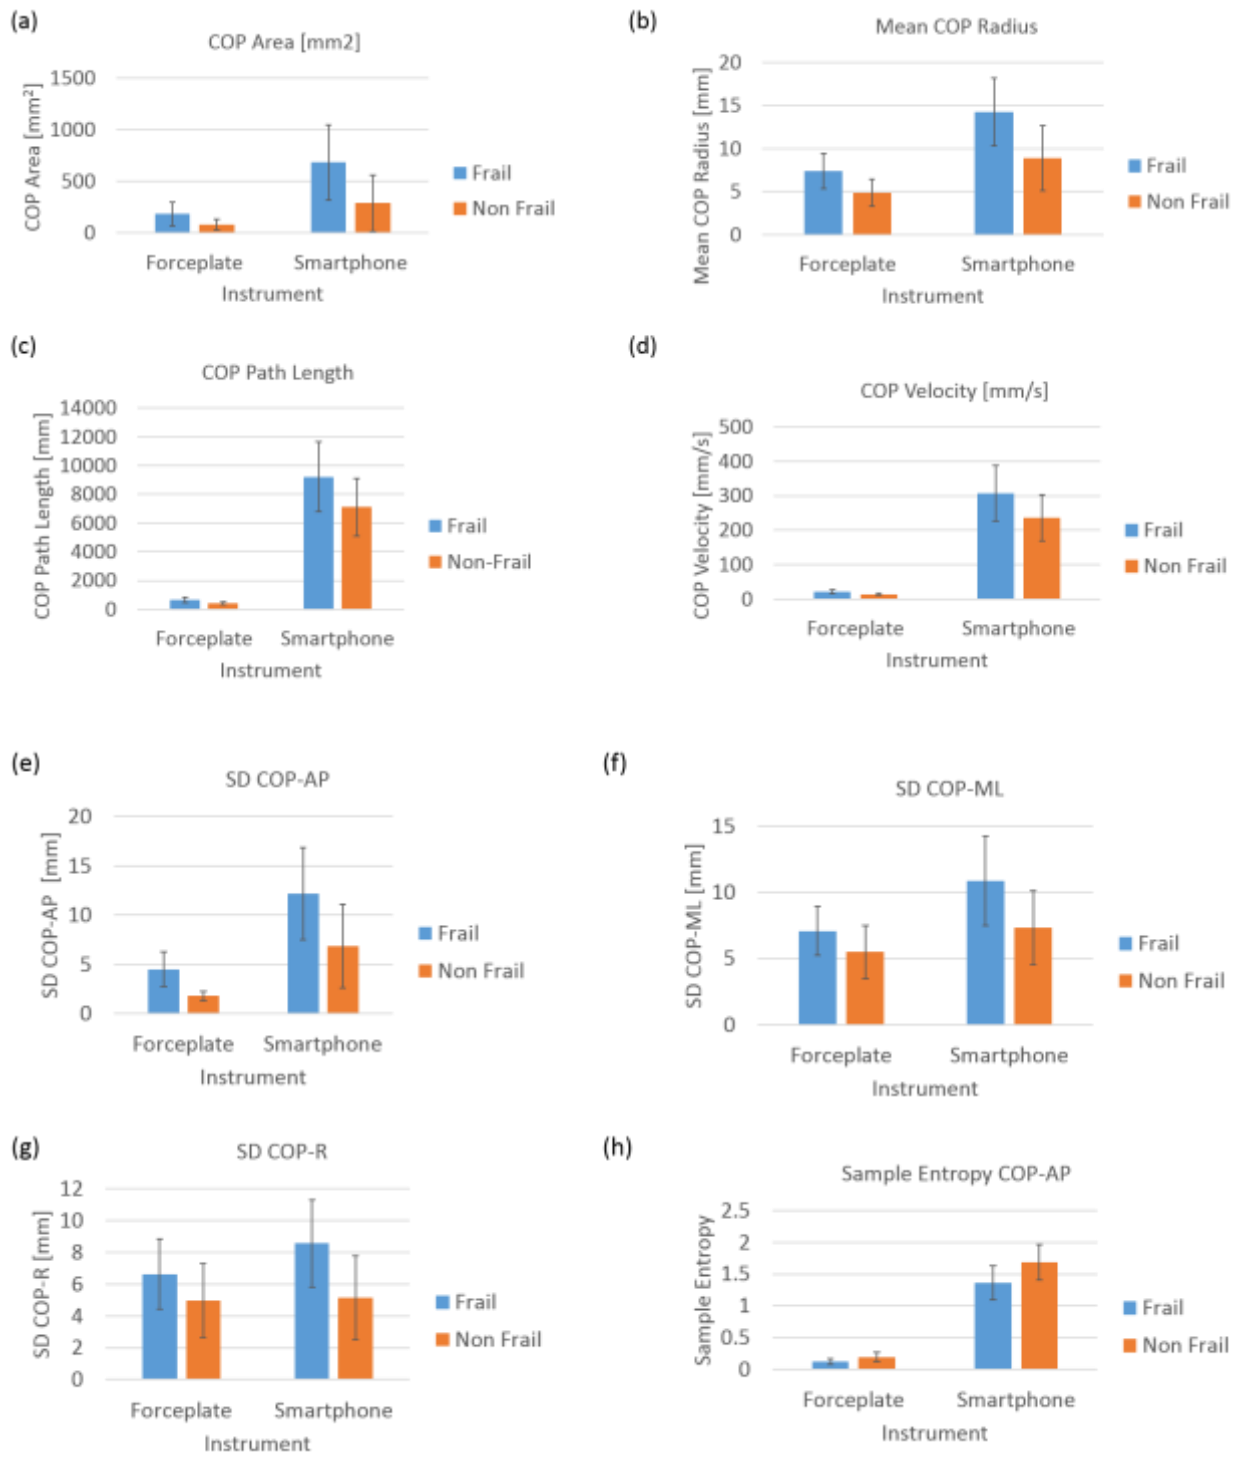 (a)
COP Area [mm2]
COP Area [mm²]
1500
1000
500
0
Forceplate Smartphone
Instrument
Frail
Non Frail
(b)
Mean COP Radius
Mean COP Radius [mm]
20
15
10
5
0
Forceplate Smartphone
Instrument
Frail
Non Frail
(c)
COP Path Length
COP Path Length [mm]
14000
12000
10000
8000
6000
4000
2000
0
Forceplate Smartphone
Instrument
Frail
Non-Frail
(d)
COP Velocity [mm/s]
COP Velocity [mm/s]
500
400
300
200
100
0
Forceplate Smartphone
Instrument
Frail
Non Frail
(e)
SD COP-AP
SD COP-AP [mm]
20
15
10
5
0
Forceplate Smartphone
Instrument
Frail
Non Frail
(f)
SD COP-ML
SD COP-ML [mm]
15
10
5
0
Forceplate Smartphone
Instrument
Frail
Non Frail
(g)
SD COP-R
SD COP-R [mm]
12
10
8
6
4
2
0
Forceplate Smartphone
Instrument
Frail
Non Frail
(h)
Sample Entropy COP-AP
Sample Entropy
2.5
2
1.5
1
0.5
0
Forceplate Smartphone
Instrument
Frail
Non Frail